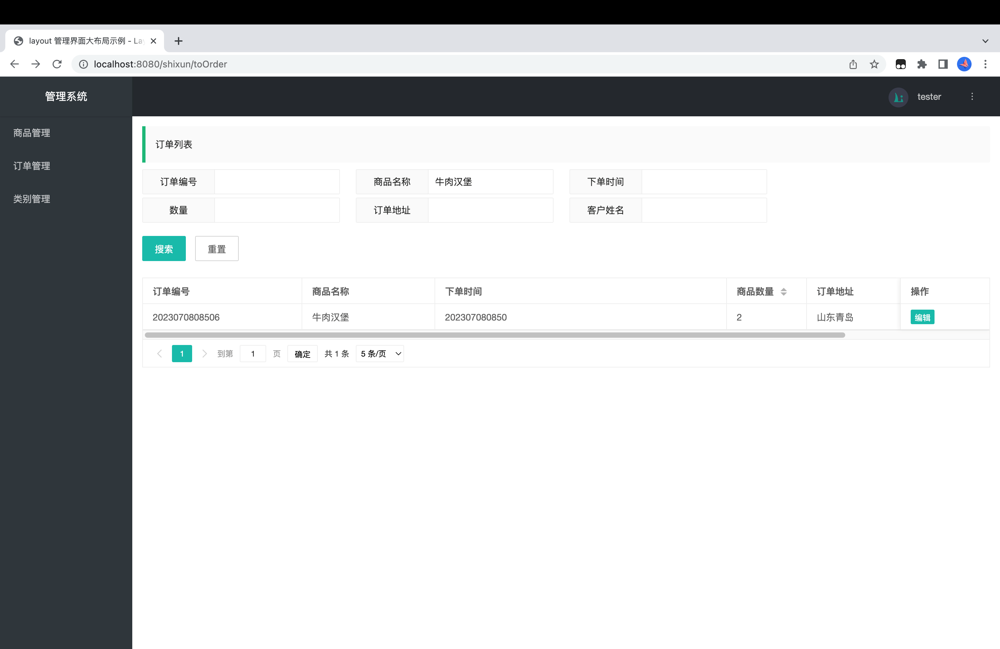 layout 管理界面大布局示例 - La
localhost:8080/shixun/toOrder
管理系统
tester
商品管理
订单管理
类别管理
订单列表
订单编号 商品名称 牛肉汉堡 下单时间
数量 订单地址 客户姓名
搜索 重置
订单编号 商品名称 下单时间 商品数量 订单地址 操作
2023070808506 牛肉汉堡 202307080850 2 山东青岛 编辑
1 到第 1 页 确定 共 1 条 5 条/页